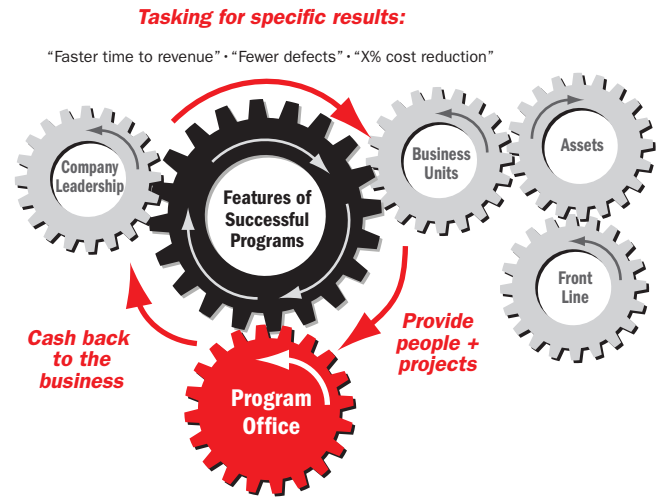 Tasking for specific results:
“Faster time to revenue” · “Fewer defects” · “X% cost reduction”
Company
Leadership
Features of
Successful
Programs
Business
Units
Assets
Front
Line
Cash back
to the
business
Provide
people +
projects
Program
Office